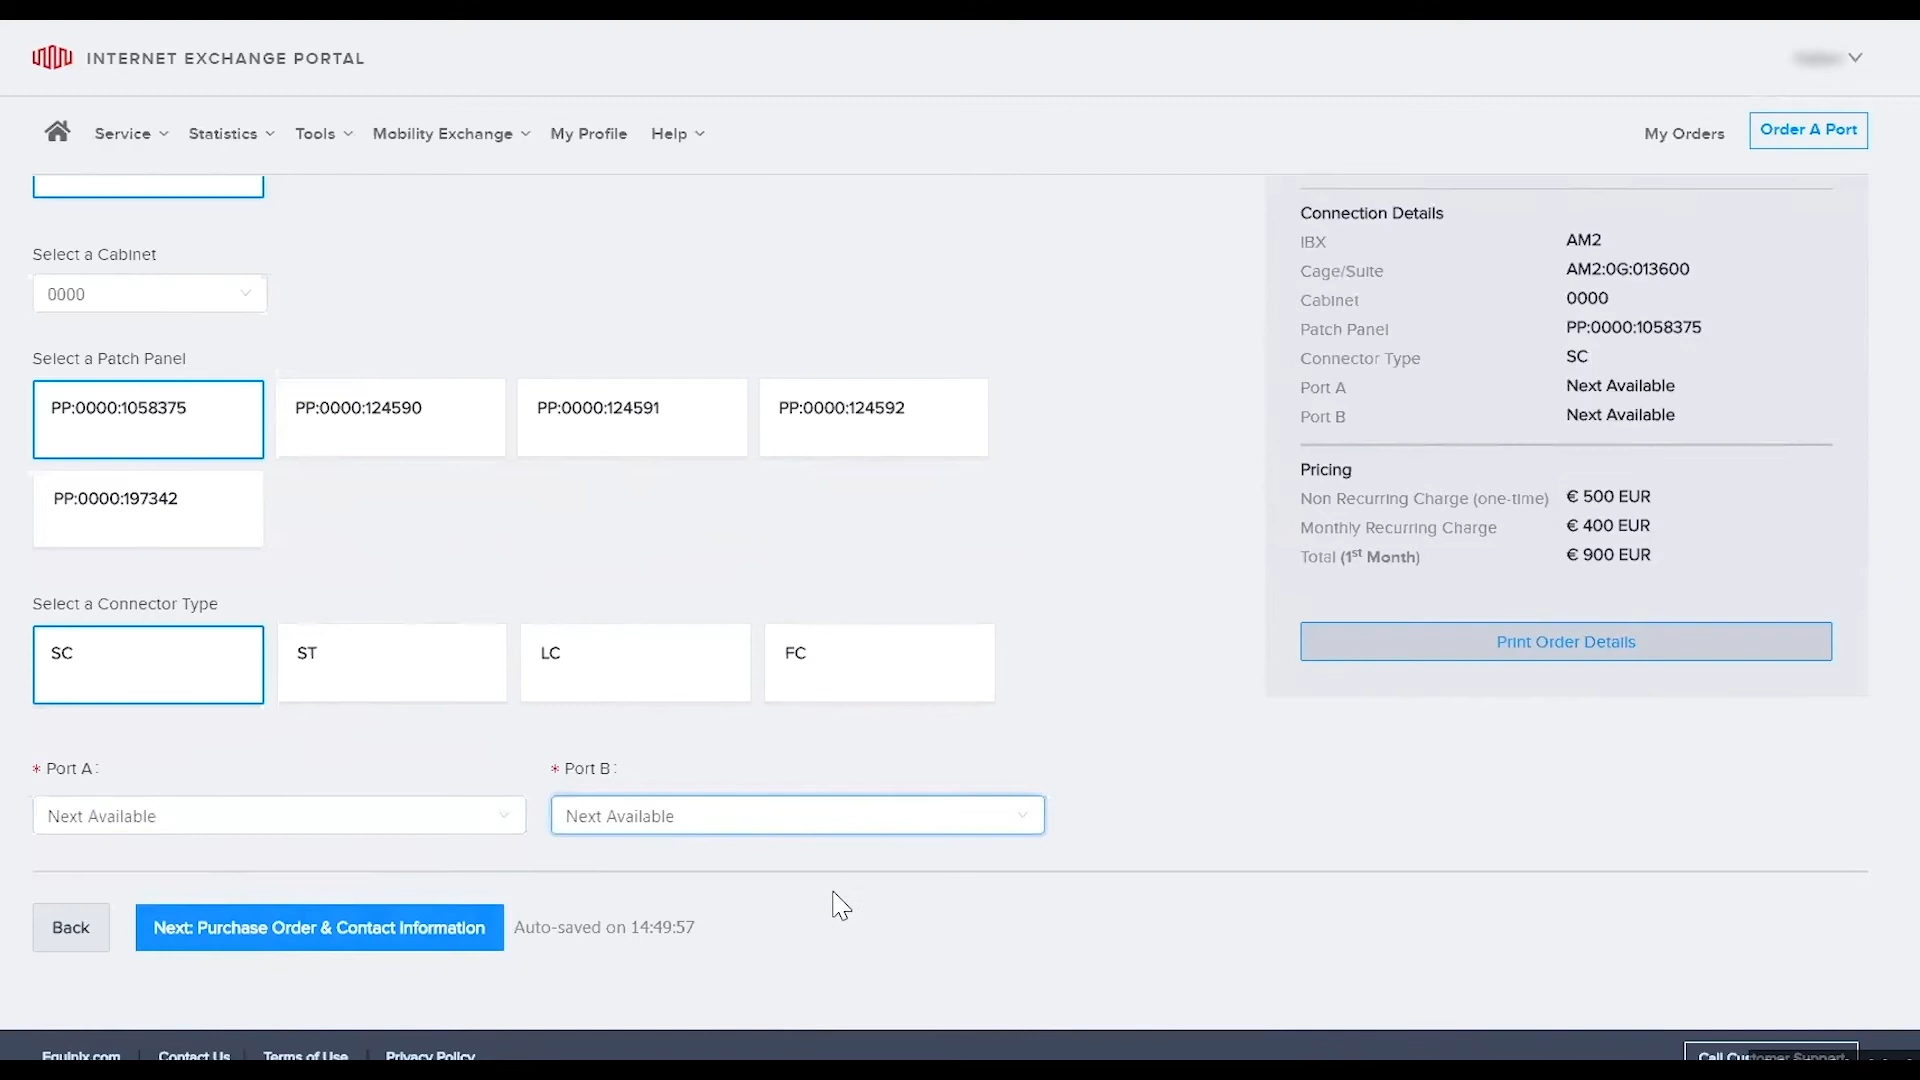 INTERNET EXCHANGE PORTAL
Service
Statistics
Tools
Mobility Exchange
My Profile
Help
My Orders
Order A Port
Select a Cabinet
0000
Select a Patch Panel
PP:0000:1058375
PP:0000:124590
PP:0000:124591
PP:0000:124592
PP:0000:197342
Select a Connector Type
SC
ST
LC
FC
* Port A:
Next Available
* Port B:
Next Available
Back
Next: Purchase Order & Contact Information
Auto-saved on 14:49:57
Connection Details
IBX AM2
Cage/Suite AM2:0G:013600
Cabinet 0000
Patch Panel PP:0000:1058375
Connector Type SC
Port A Next Available
Port B Next Available
Pricing
Non Recurring Charge (one-time) € 500 EUR
Monthly Recurring Charge € 400 EUR
Total (1st Month) € 900 EUR
Print Order Details
Equinix.com
Contact Us
Terms of Use
Privacy Policy
Call Customer Support